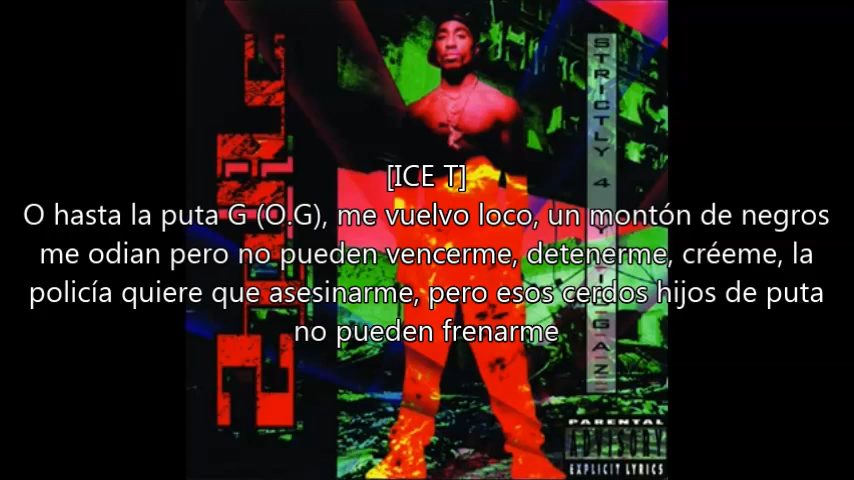 [ICE T]
O hasta la puta G (O.G), me vuelvo loco, un montón de negros
me odian pero no pueden vencerme, detenerme, créeme, la
policía quiere que asesinarme, pero esos cerdos hijos de puta
no pueden frenarme
2PAC
STRICTLY 4 MY
PARENTAL
ADVISORY
EXPLICIT LYRICS